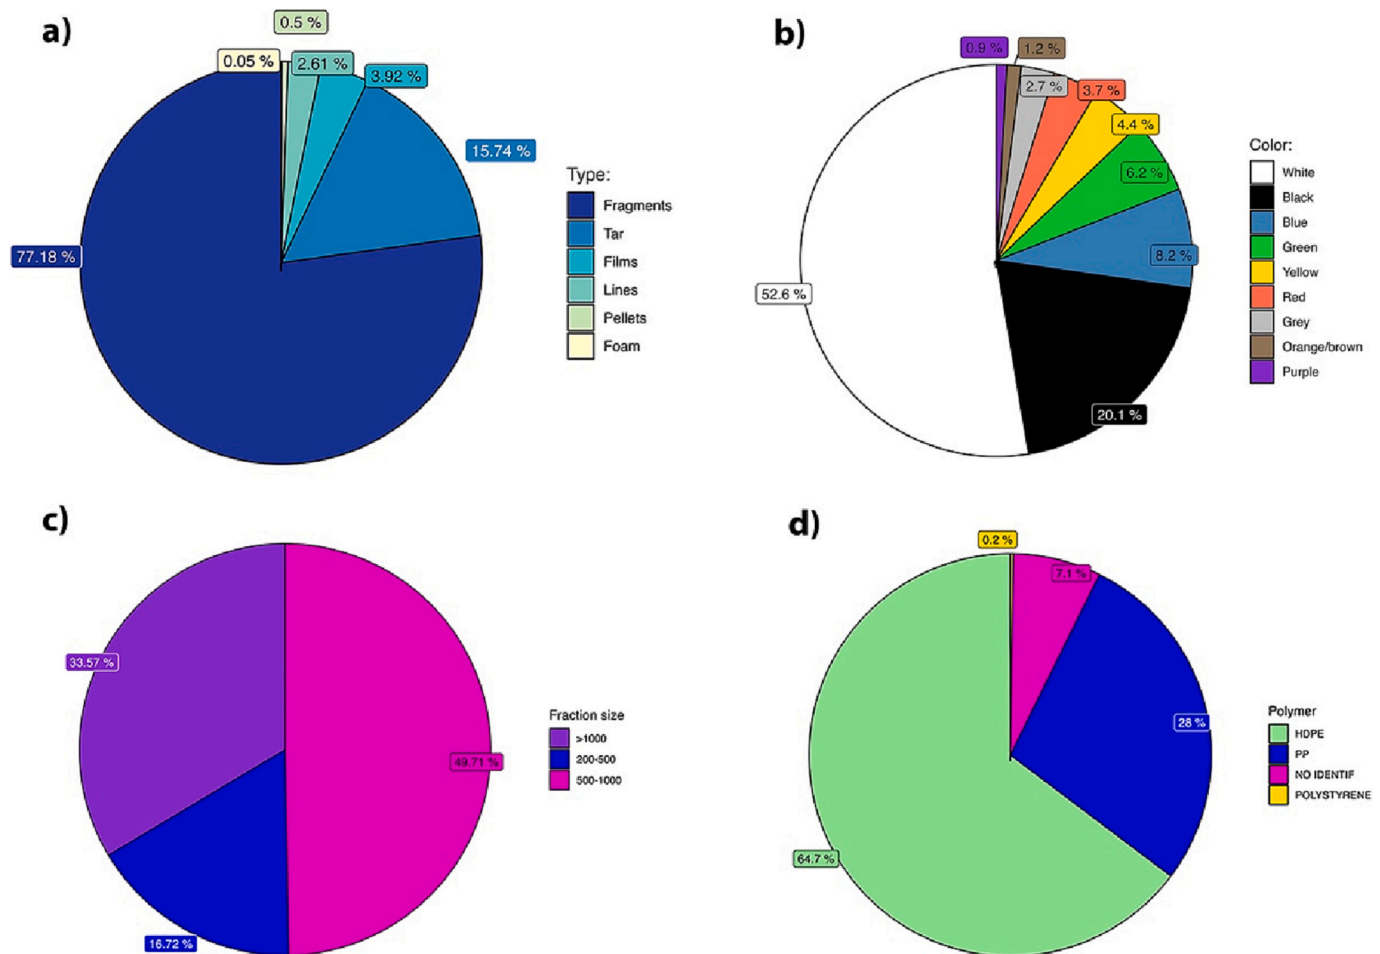 a)
0.5 %
0.05 %
2.61 %
3.92 %
15.74 %
77.18 %
Type:
Fragments
Tar
Films
Lines
Pellets
Foam
b)
0.9 %
1.2 %
2.7 %
3.7 %
4.4 %
6.2 %
8.2 %
52.6 %
20.1 %
Color:
White
Black
Blue
Green
Yellow
Red
Grey
Orange/brown
Purple
c)
33.57 %
49.71 %
16.72 %
Fraction size
>1000
200-500
500-1000
d)
0.2 %
7.1 %
28 %
64.7 %
Polymer
HDPE
PP
NO IDENTIF
POLYSTYRENE